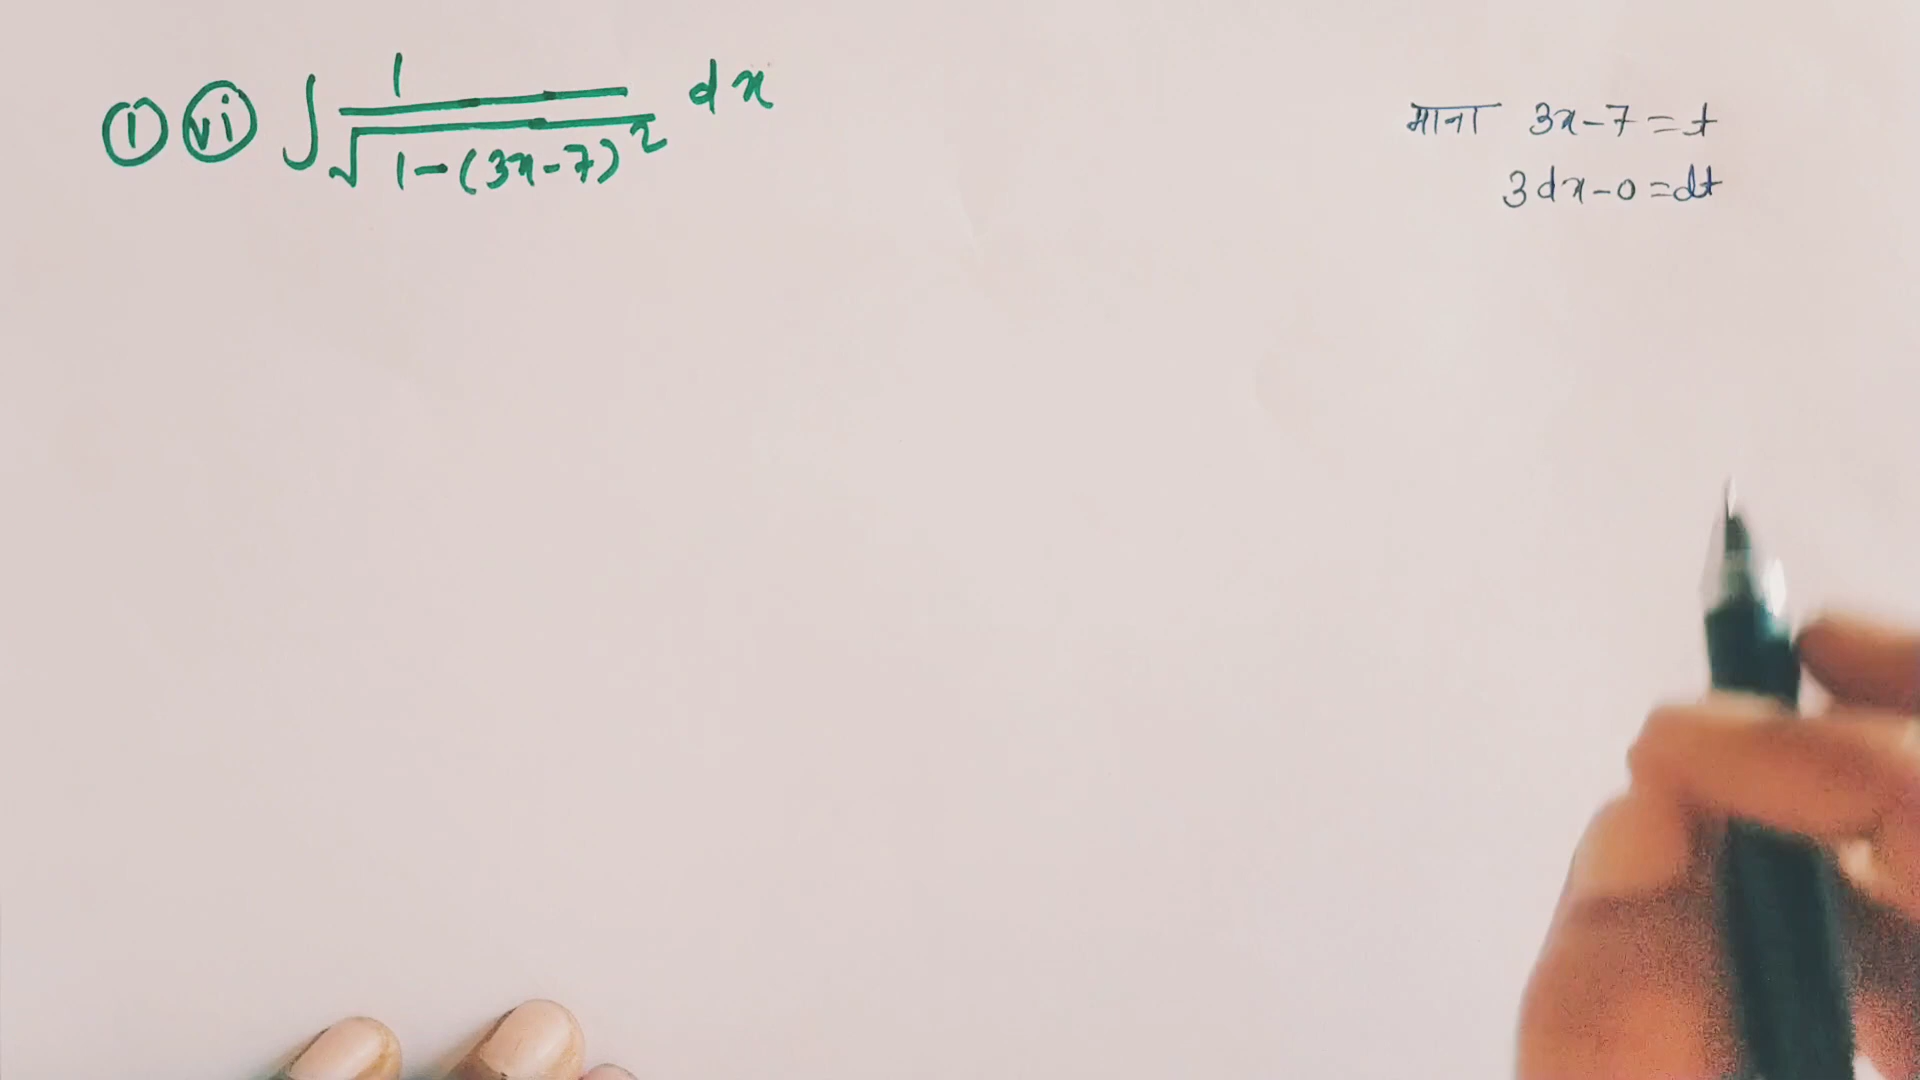 ① ⓥⓘ ∫ 1/√(1-(3x-7)²) dx
माना 3x-7=t
3dx-0=dt